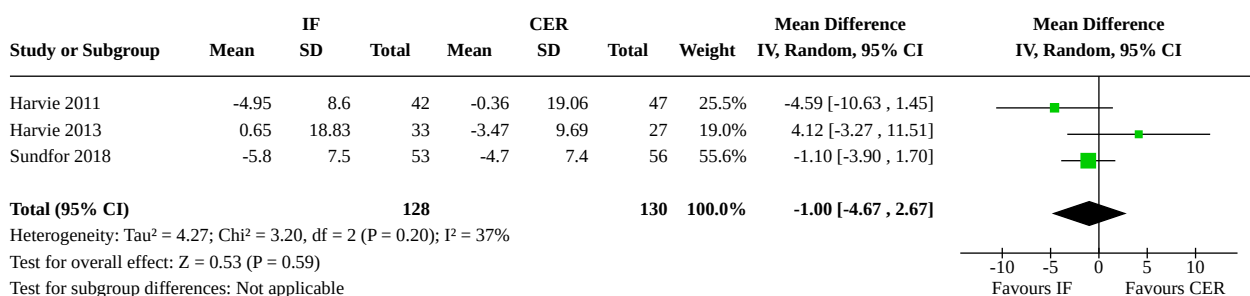 IF CER Mean Difference Mean Difference
Study or Subgroup Mean SD Total Mean SD Total Weight IV, Random, 95% CI IV, Random, 95% CI
Harvie 2011 -4.95 8.6 42 -0.36 19.06 47 25.5% -4.59 [-10.63 , 1.45]
Harvie 2013 0.65 18.83 33 -3.47 9.69 27 19.0% 4.12 [-3.27 , 11.51]
Sundfor 2018 -5.8 7.5 53 -4.7 7.4 56 55.6% -1.10 [-3.90 , 1.70]
Total (95% CI) 128 130 100.0% -1.00 [-4.67 , 2.67]
Heterogeneity: Tau² = 4.27; Chi² = 3.20, df = 2 (P = 0.20); I² = 37%
Test for overall effect: Z = 0.53 (P = 0.59)
Test for subgroup differences: Not applicable
-10 -5 0 5 10
Favours IF Favours CER